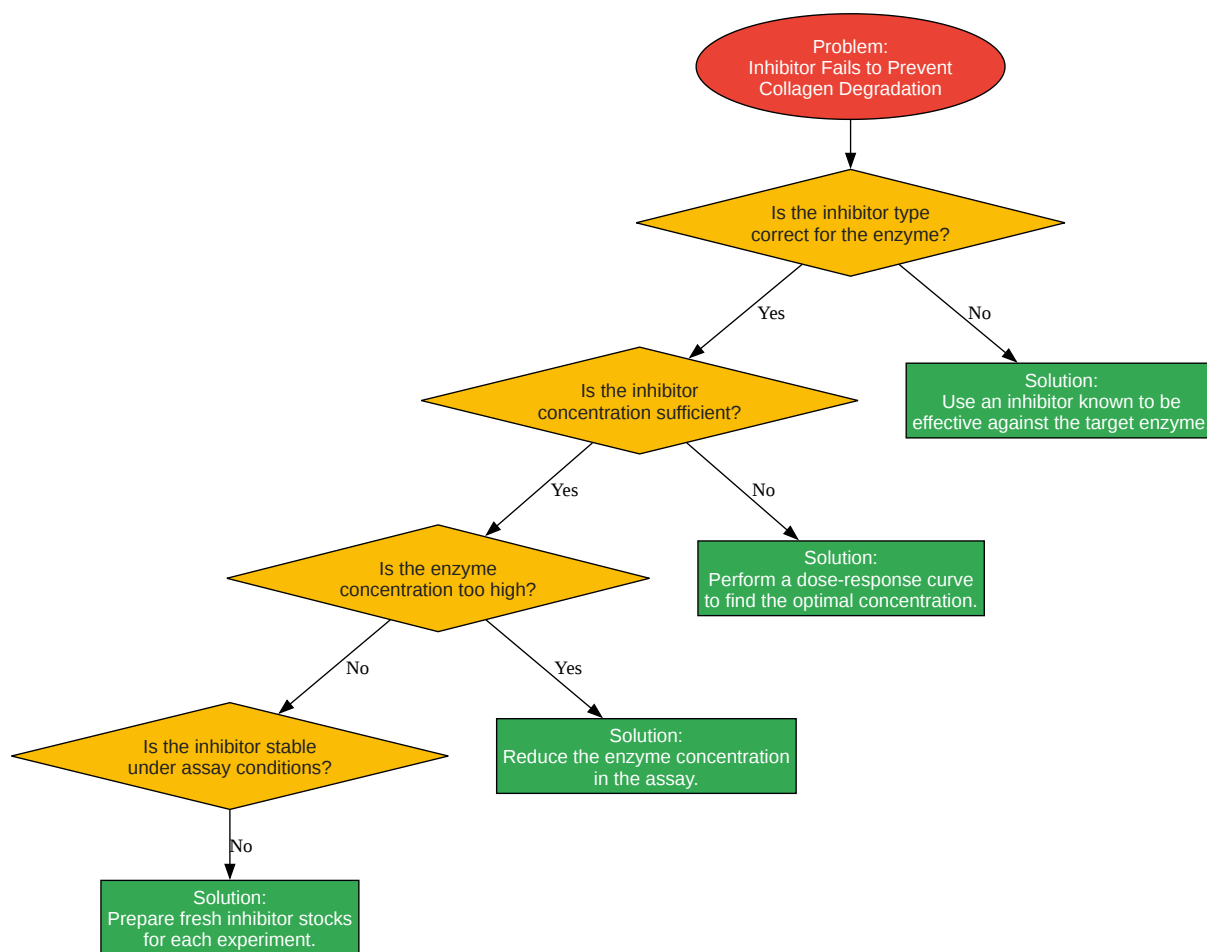 Problem:
Inhibitor Fails to Prevent
Collagen Degradation
Is the inhibitor type
correct for the enzyme?
Yes
No
Is the inhibitor
concentration sufficient?
Solution:
Use an inhibitor known to be
effective against the target enzyme.
Yes
No
Is the enzyme
concentration too high?
Solution:
Perform a dose-response curve
to find the optimal concentration.
No
Yes
Is the inhibitor stable
under assay conditions?
Solution:
Reduce the enzyme concentration
in the assay.
No
Solution:
Prepare fresh inhibitor stocks
for each experiment.